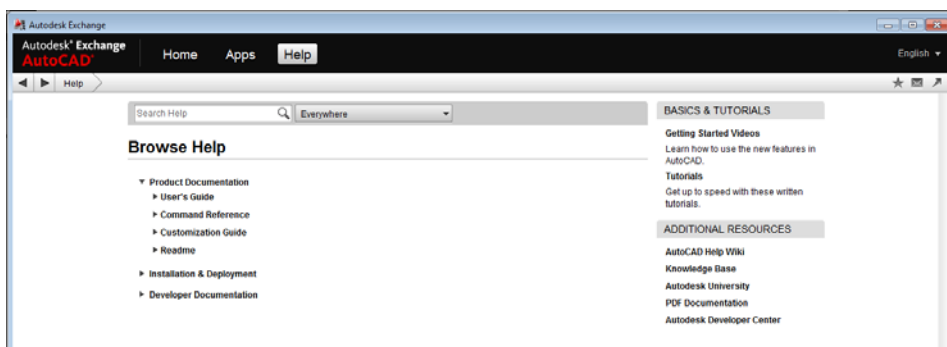 Autodesk Exchange
Autodesk® Exchange
AutoCAD®
Home Apps Help
English
Help
Search Help
Everywhere
Browse Help
Product Documentation
User's Guide
Command Reference
Customization Guide
Readme
Installation & Deployment
Developer Documentation
BASICS & TUTORIALS
Getting Started Videos
Learn how to use the new features in
AutoCAD.
Tutorials
Get up to speed with these written
tutorials.
ADDITIONAL RESOURCES
AutoCAD Help Wiki
Knowledge Base
Autodesk University
PDF Documentation
Autodesk Developer Center